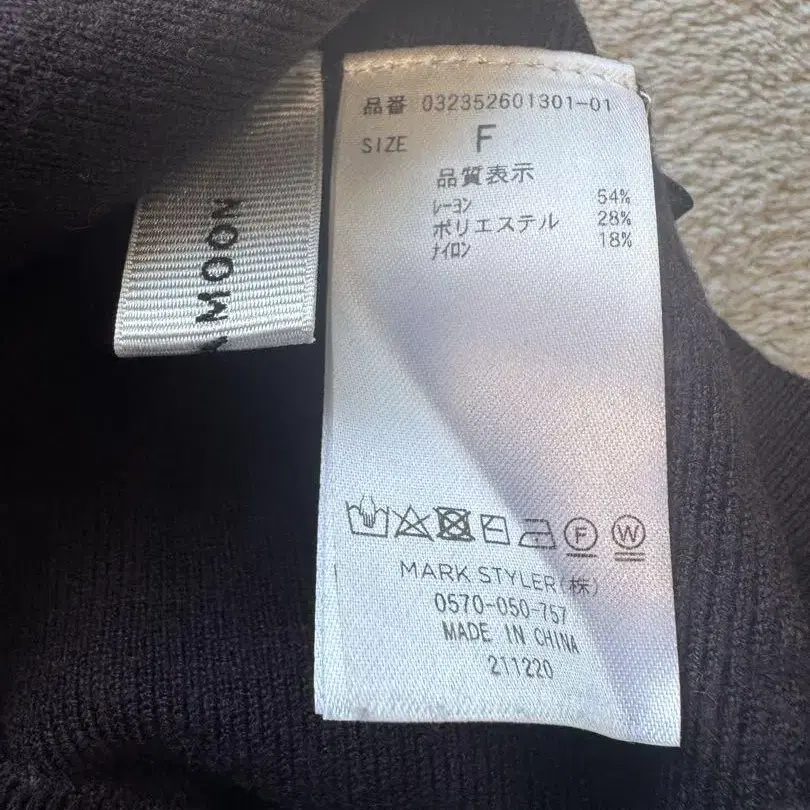 品番 032352601301-01
SIZE F
品質表示
レーヨン 54%
ポリエステル 28%
ナイロン 18%
F W
MARK STYLER(株)
0570-050-757
MADE IN CHINA
211220
MOON